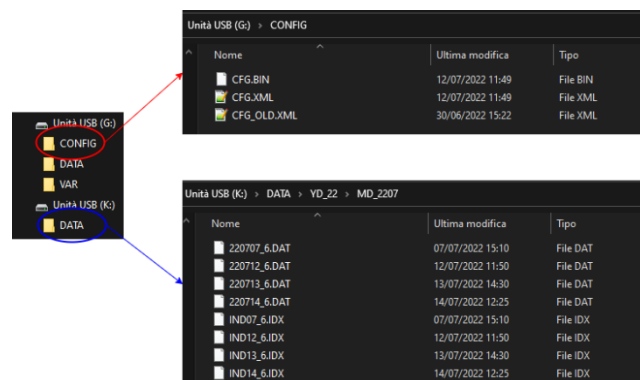 Unità USB (G:) > CONFIG
Nome Ultima modifica Tipo
CFG.BIN 12/07/2022 11:49 File BIN
CFG.XML 12/07/2022 11:49 File XML
CFG_OLD.XML 30/06/2022 15:22 File XML
Unità USB (G:)
CONFIG
DATA
VAR
Unità USB (K:)
DATA
Unità USB (K:) > DATA > YD_22 > MD_2207
Nome Ultima modifica Tipo
220707_6.DAT 07/07/2022 15:10 File DAT
220712_6.DAT 12/07/2022 11:50 File DAT
220713_6.DAT 13/07/2022 14:30 File DAT
220714_6.DAT 14/07/2022 12:25 File DAT
IND07_6.IDX 07/07/2022 15:10 File IDX
IND12_6.IDX 12/07/2022 11:50 File IDX
IND13_6.IDX 13/07/2022 14:30 File IDX
IND14_6.IDX 14/07/2022 12:25 File IDX